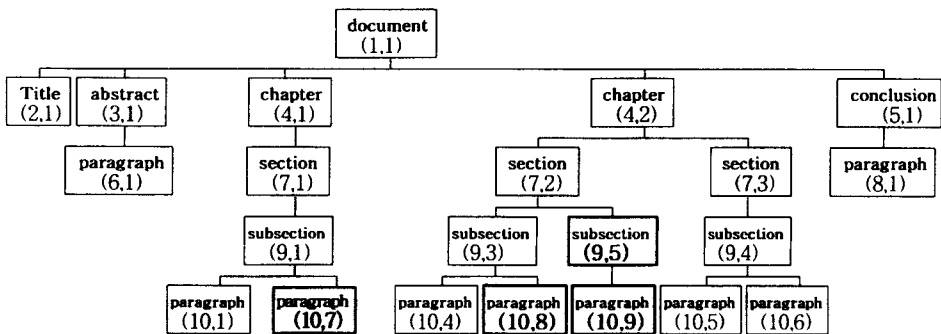 document
(1,1)
Title
(2,1)
abstract
(3,1)
chapter
(4,1)
chapter
(4,2)
conclusion
(5,1)
paragraph
(6,1)
section
(7,1)
section
(7,2)
section
(7,3)
paragraph
(8,1)
subsection
(9,1)
subsection
(9,3)
subsection
(9,5)
subsection
(9,4)
paragraph
(10,1)
paragraph
(10,7)
paragraph
(10,4)
paragraph
(10,8)
paragraph
(10,9)
paragraph
(10,5)
paragraph
(10,6)